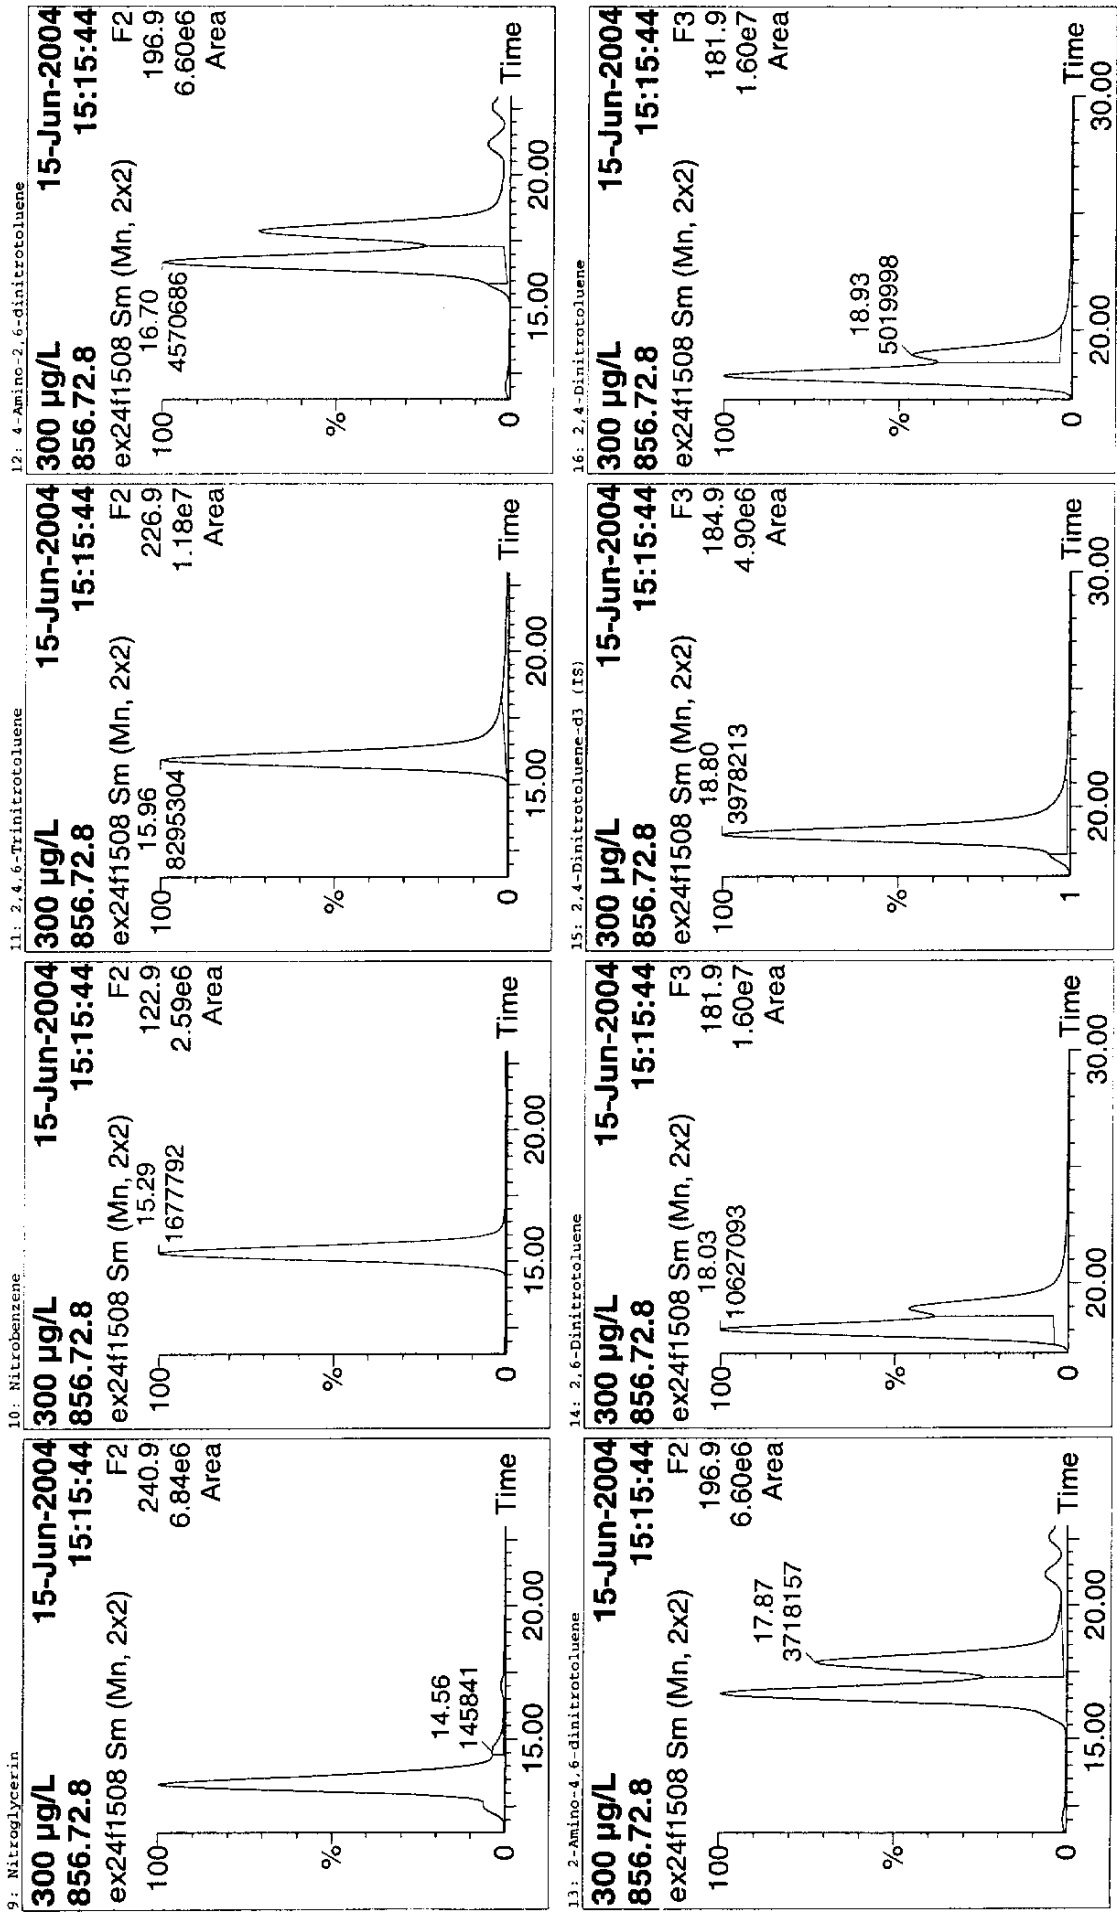 9: Nitroglycerin
300 µg/L 15-Jun-2004
856.72.8 15:15:44
ex24f1508 Sm (Mn, 2x2) F2
240.9
6.84e6
Area
14.56
145841
100
%
0
15.00 20.00 Time
10: Nitrobenzene
300 µg/L 15-Jun-2004
856.72.8 15:15:44
ex24f1508 Sm (Mn, 2x2) F2
122.9
2.59e6
Area
15.29
1677792
100
%
0
15.00 20.00 Time
11: 2,4,6-Trinitrotoluene
300 µg/L 15-Jun-2004
856.72.8 15:15:44
ex24f1508 Sm (Mn, 2x2) F2
226.9
1.18e7
Area
15.96
8295304
100
%
0
15.00 20.00 Time
12: 4-Amino-2,6-dinitrotoluene
300 µg/L 15-Jun-2004
856.72.8 15:15:44
ex24f1508 Sm (Mn, 2x2) F2
196.9
6.60e6
Area
16.70
4570686
100
%
0
15.00 20.00 Time
13: 2-Amino-4,6-dinitrotoluene
300 µg/L 15-Jun-2004
856.72.8 15:15:44
ex24f1508 Sm (Mn, 2x2) F2
196.9
6.60e6
Area
17.87
3718157
100
%
0
15.00 20.00 Time
14: 2,6-Dinitrotoluene
300 µg/L 15-Jun-2004
856.72.8 15:15:44
ex24f1508 Sm (Mn, 2x2) F3
181.9
1.60e7
Area
18.03
10627093
100
%
0
20.00 30.00 Time
15: 2,4-Dinitrotoluene-d3 (IS)
300 µg/L 15-Jun-2004
856.72.8 15:15:44
ex24f1508 Sm (Mn, 2x2) F3
184.9
4.90e6
Area
18.80
3978213
100
%
1
20.00 30.00 Time
16: 2,4-Dinitrotoluene
300 µg/L 15-Jun-2004
856.72.8 15:15:44
ex24f1508 Sm (Mn, 2x2) F3
181.9
1.60e7
Area
18.93
5019998
100
%
0
20.00 30.00 Time